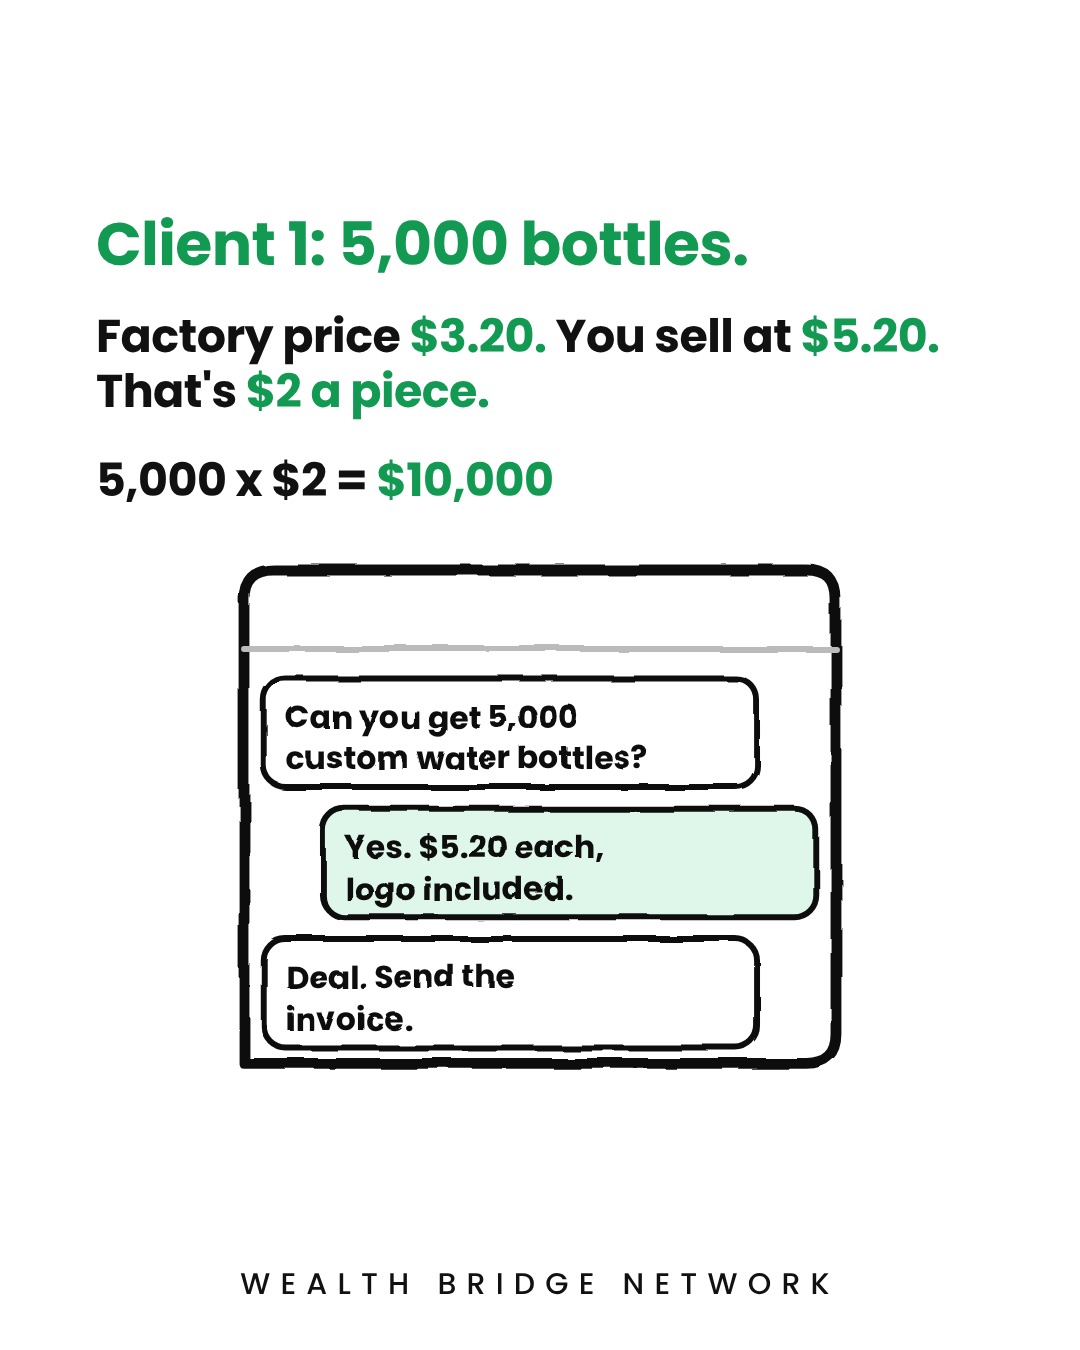 Client 1: 5,000 bottles.
Factory price $3.20. You sell at $5.20.
That's $2 a piece.
5,000 x $2 = $10,000
Can you get 5,000
custom water bottles?
Yes. $5.20 each,
logo included.
Deal. Send the
invoice.
WEALTH BRIDGE NETWORK